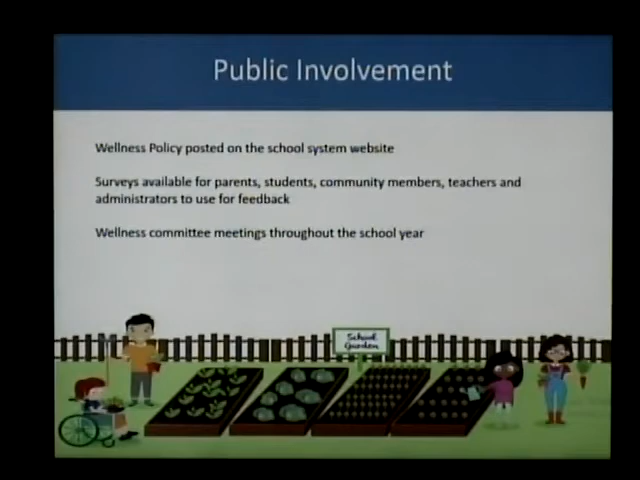 Public Involvement
Wellness Policy posted on the school system website
Surveys available for parents, students, community members, teachers and
administrators to use for feedback
Wellness committee meetings throughout the school year
School
Garden